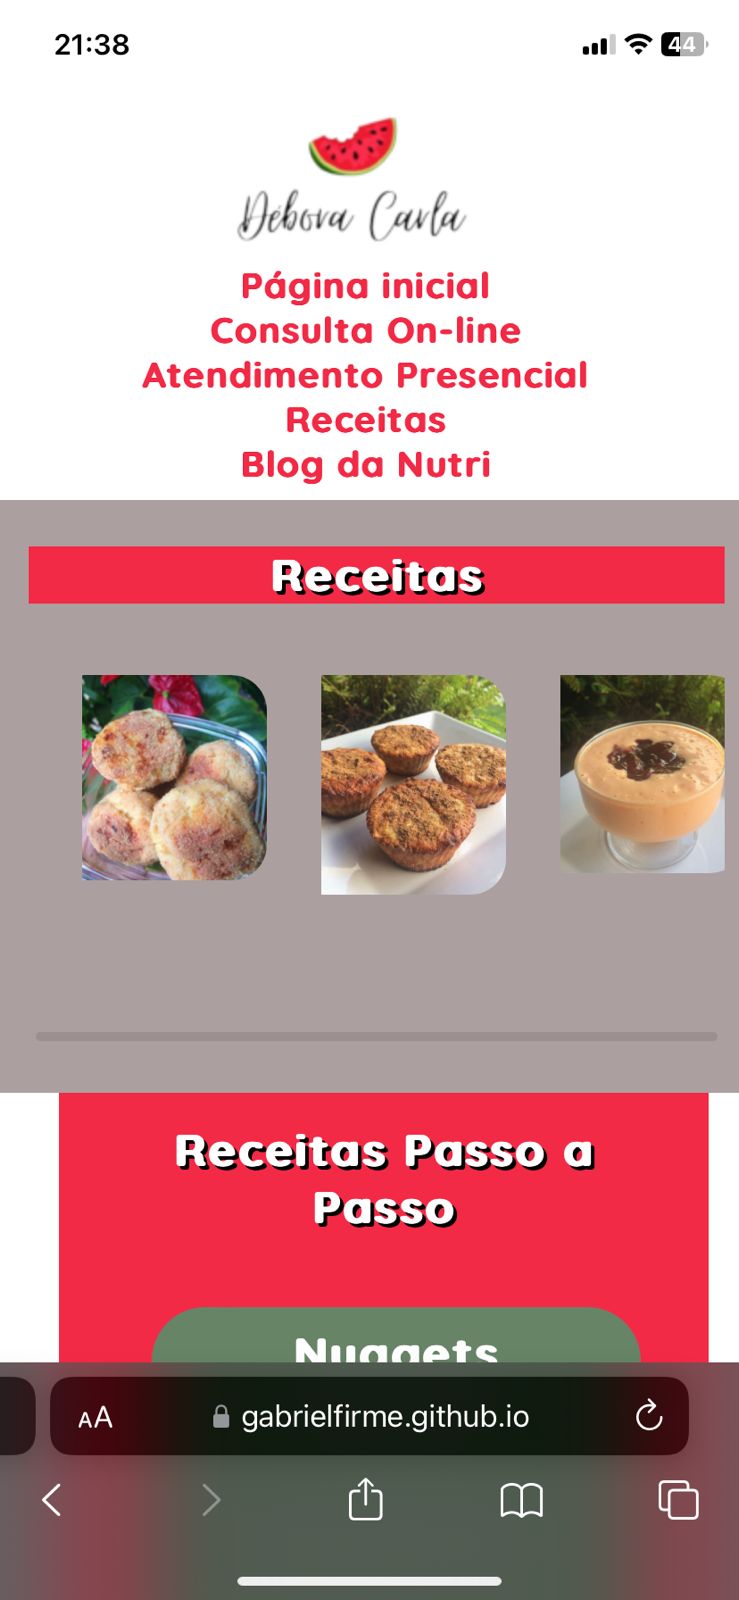 21:38
44
Débora Carla
Página inicial
Consulta On-line
Atendimento Presencial
Receitas
Blog da Nutri
Receitas
Receitas Passo a
Passo
Nuggets
AA
gabrielfirme.github.io